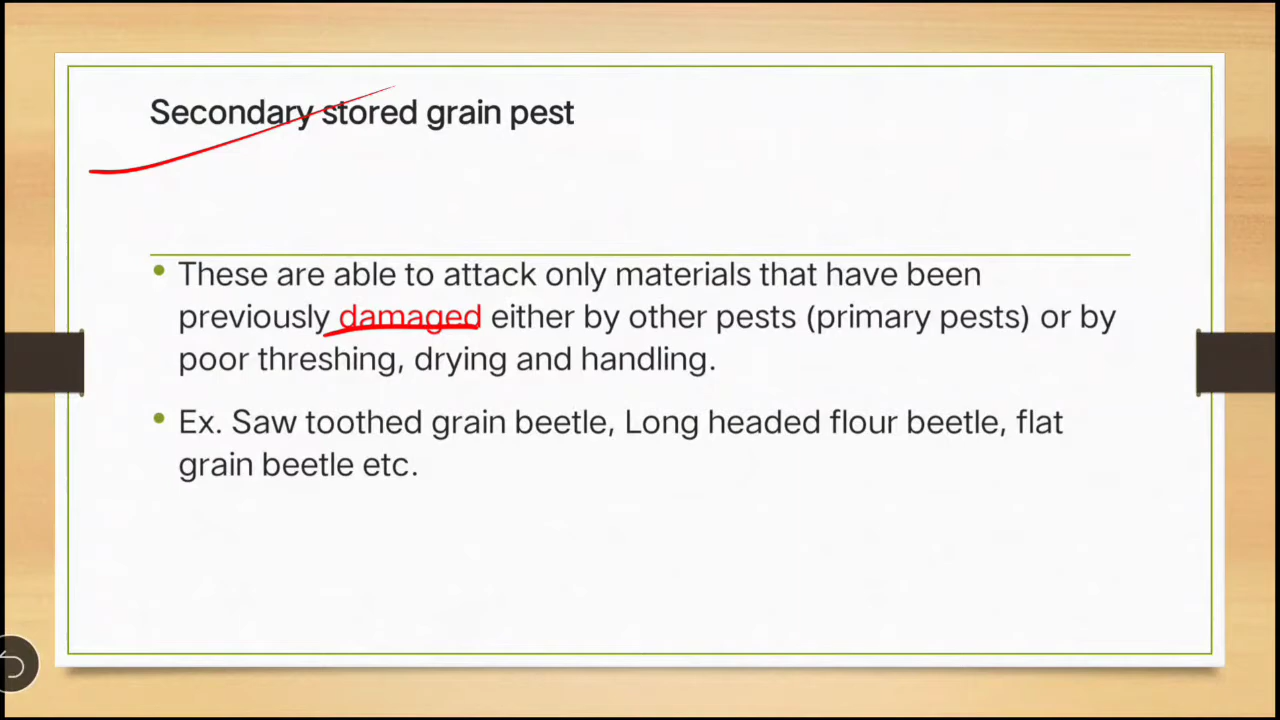 Secondary stored grain pest
• These are able to attack only materials that have been
previously damaged either by other pests (primary pests) or by
poor threshing, drying and handling.
• Ex. Saw toothed grain beetle, Long headed flour beetle, flat
grain beetle etc.